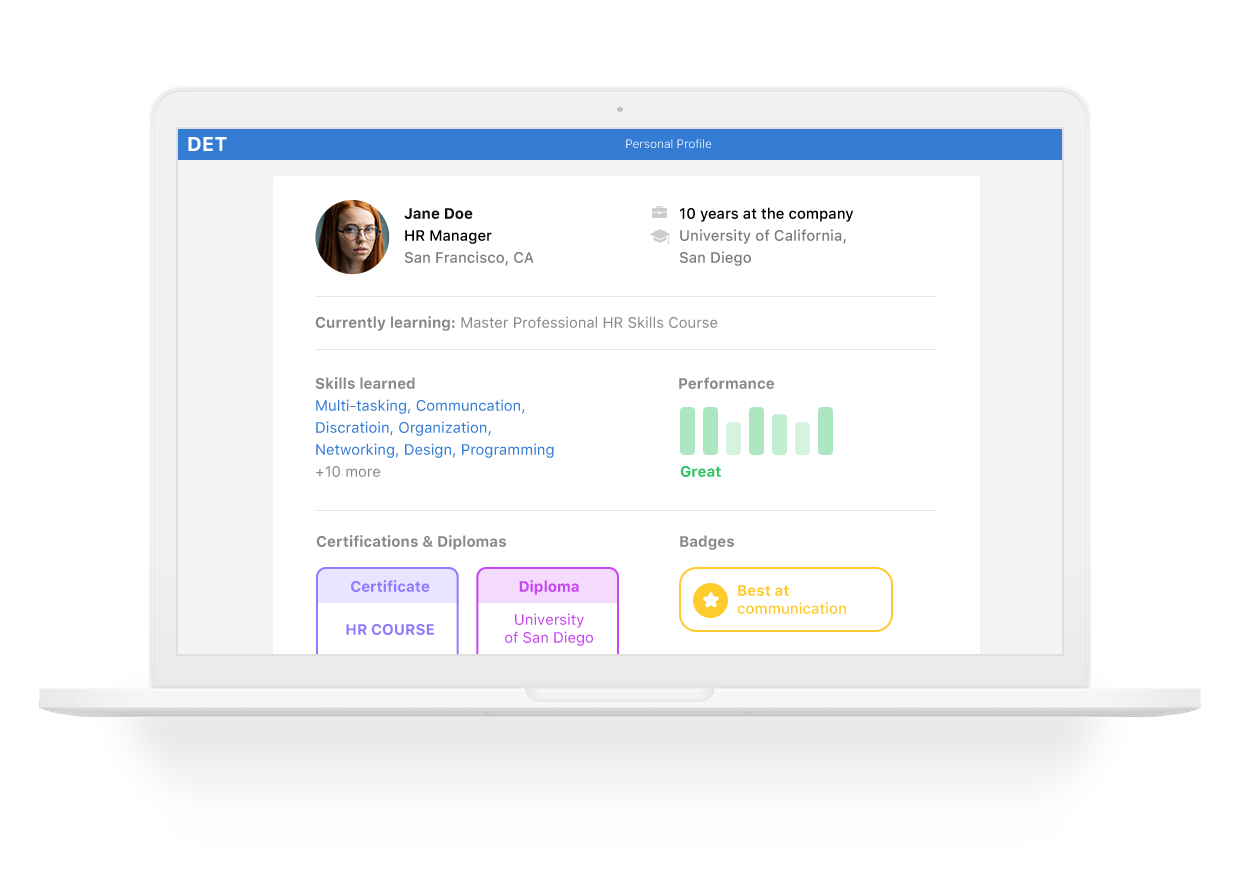 DET
Personal Profile
Jane Doe
HR Manager
San Francisco, CA
10 years at the company
University of California,
San Diego
Currently learning: Master Professional HR Skills Course
Skills learned
Multi-tasking, Communcation,
Discratioin, Organization,
Networking, Design, Programming
+10 more
Performance
Great
Certifications & Diplomas
Certificate
HR COURSE
Diploma
University
of San Diego
Badges
Best at
communication